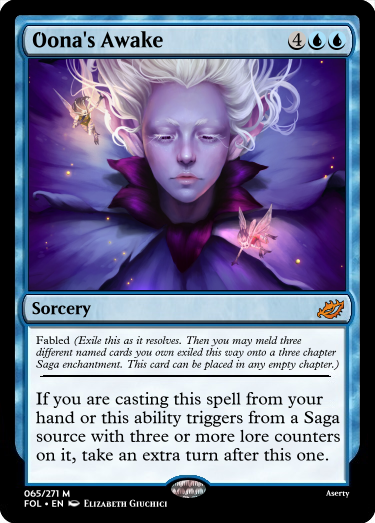 Oona's Awake 4
Sorcery
Fabled (Exile this as it resolves. Then you may meld three
different named cards you own exiled this way onto a three chapter
Saga enchantment. This card can be placed in any empty chapter.)
If you are casting this spell from your
hand or this ability triggers from a Saga
source with three or more lore counters
on it, take an extra turn after this one.
065/271 M
FOL • EN Elizabeth Giuchici
Aserty